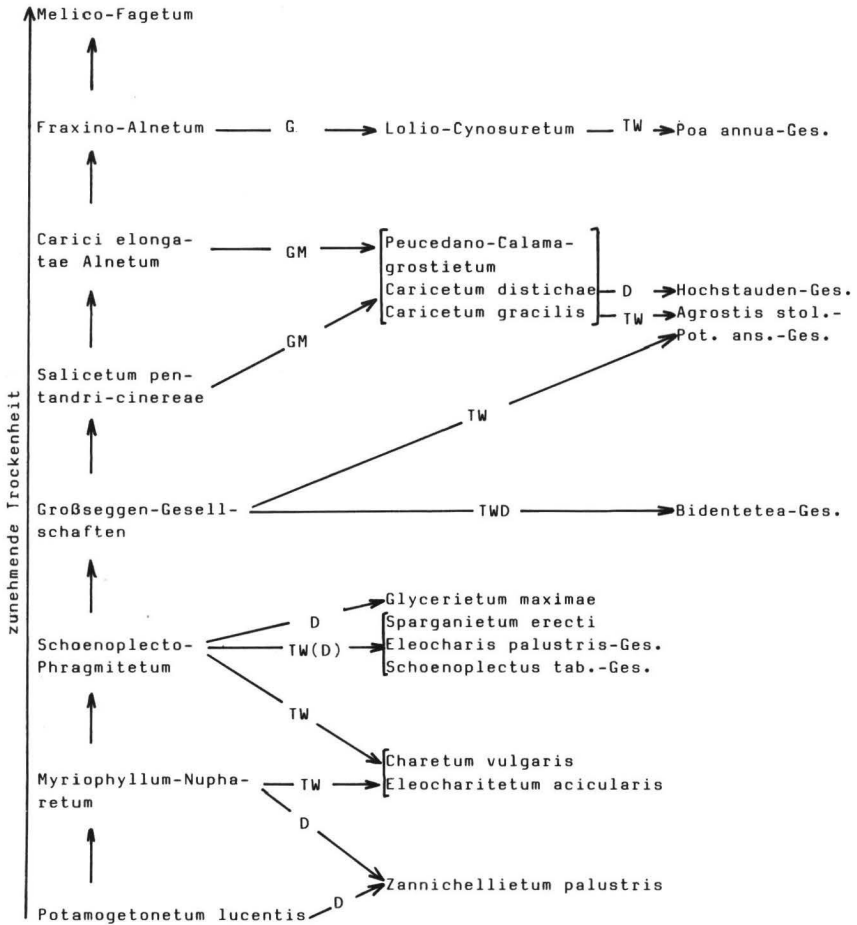 Melico-Fagetum
Fraxino-Alnetum G Lolio-Cynosuretum TW Poa annua-Ges.
Carici elonga-
tae Alnetum
GM
Peucedano-Calama-
grostietum
Caricetum distichae D Hochstauden-Ges.
Caricetum gracilis TW Agrostis stol.-
Pot. ans.-Ges.
GM
Salicetum pen-
tandri-cinereae
TW
Großseggen-Gesell-
schaften
TWD Bidentetea-Ges.
Glycerietum maximae
D Sparganietum erecti
Schoenoplecto-
Phragmitetum
TW(D) Eleocharis palustris-Ges.
Schoenoplectus tab.-Ges.
TW
Charetum vulgaris
Myriophyllum-Nupha-
retum
TW Eleocharitetum acicularis
D
Zannichellietum palustris
Potamogetonetum lucentis D
zunehmende Trockenheit